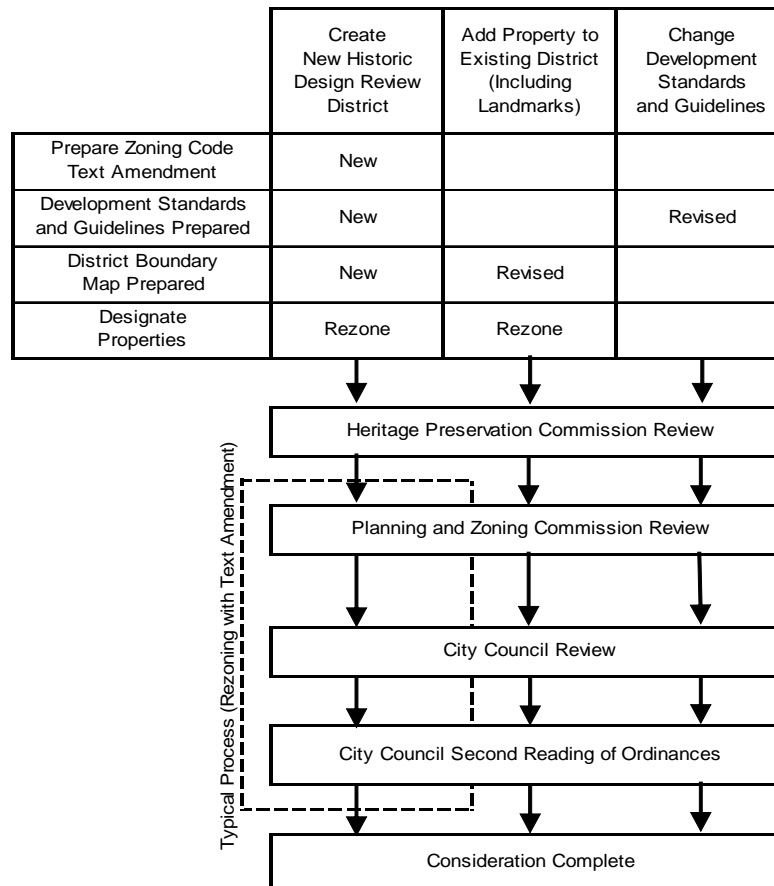 Create
New Historic
Design Review
District
Add Property to
Existing District
(Including
Landmarks)
Change
Development
Standards
and Guidelines
Prepare Zoning Code
Text Amendment
New
Development Standards
and Guidelines Prepared
New
Revised
District Boundary
Map Prepared
New
Revised
Designate
Properties
Rezone
Rezone
Heritage Preservation Commission Review
Typical Process (Rezoning with Text Amendment)
Planning and Zoning Commission Review
City Council Review
City Council Second Reading of Ordinances
Consideration Complete